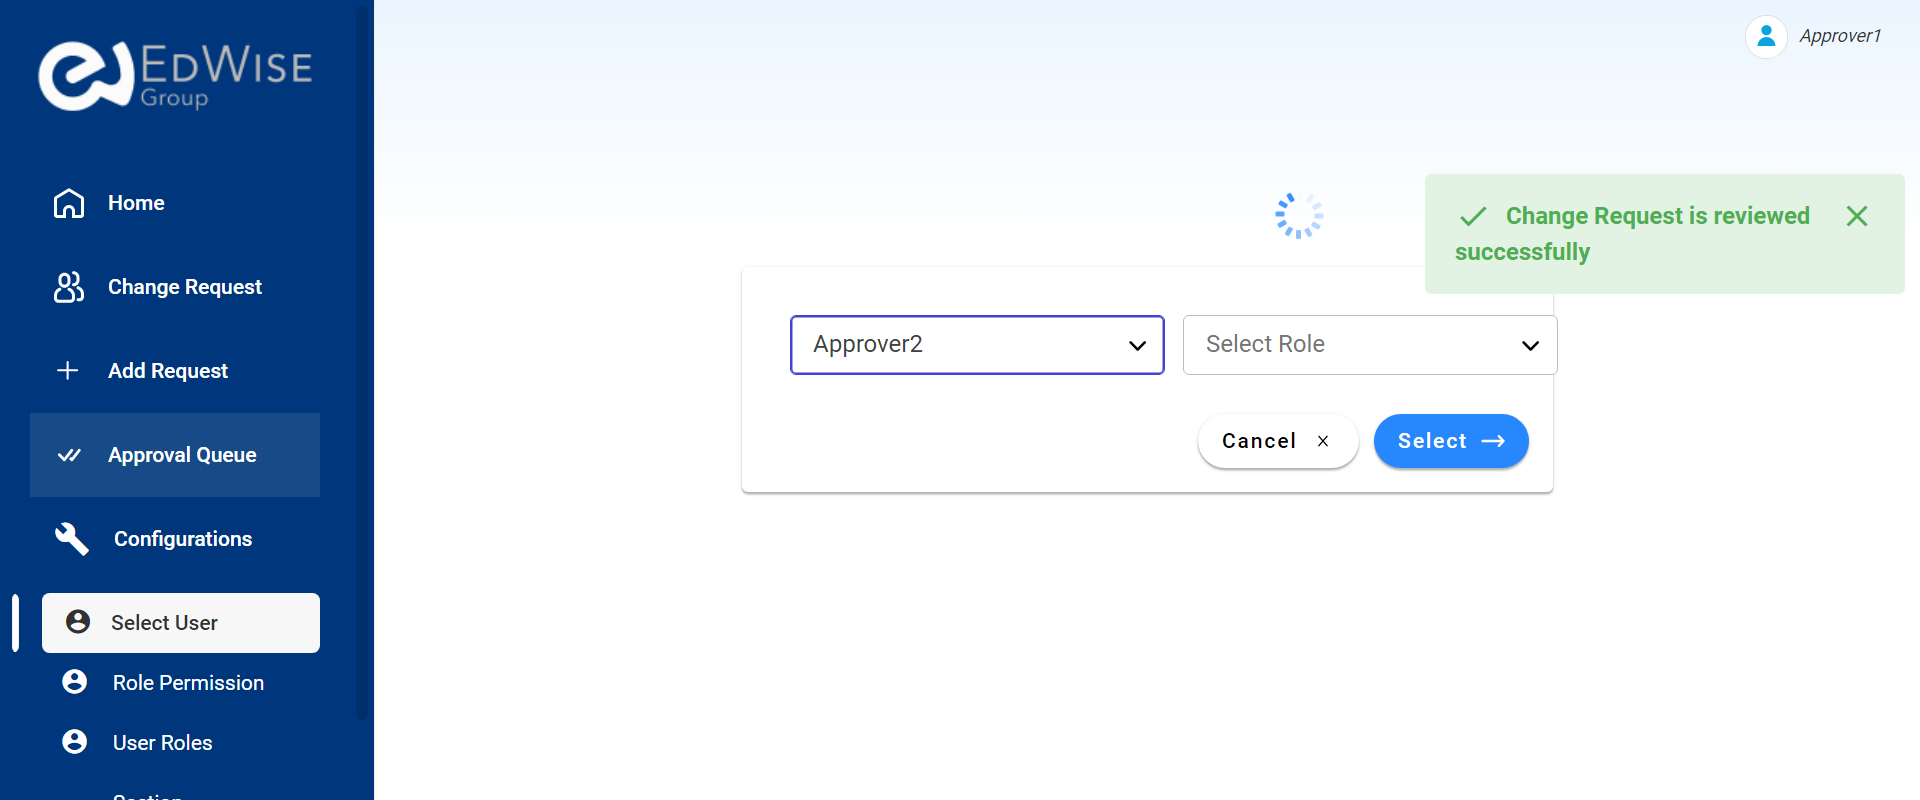 EDWISE
Group
Approver1
Home
Change Request
Add Request
Approval Queue
Configurations
Select User
Role Permission
User Roles
Change Request is reviewed
successfully
Approver2
Select Role
Cancel
Select